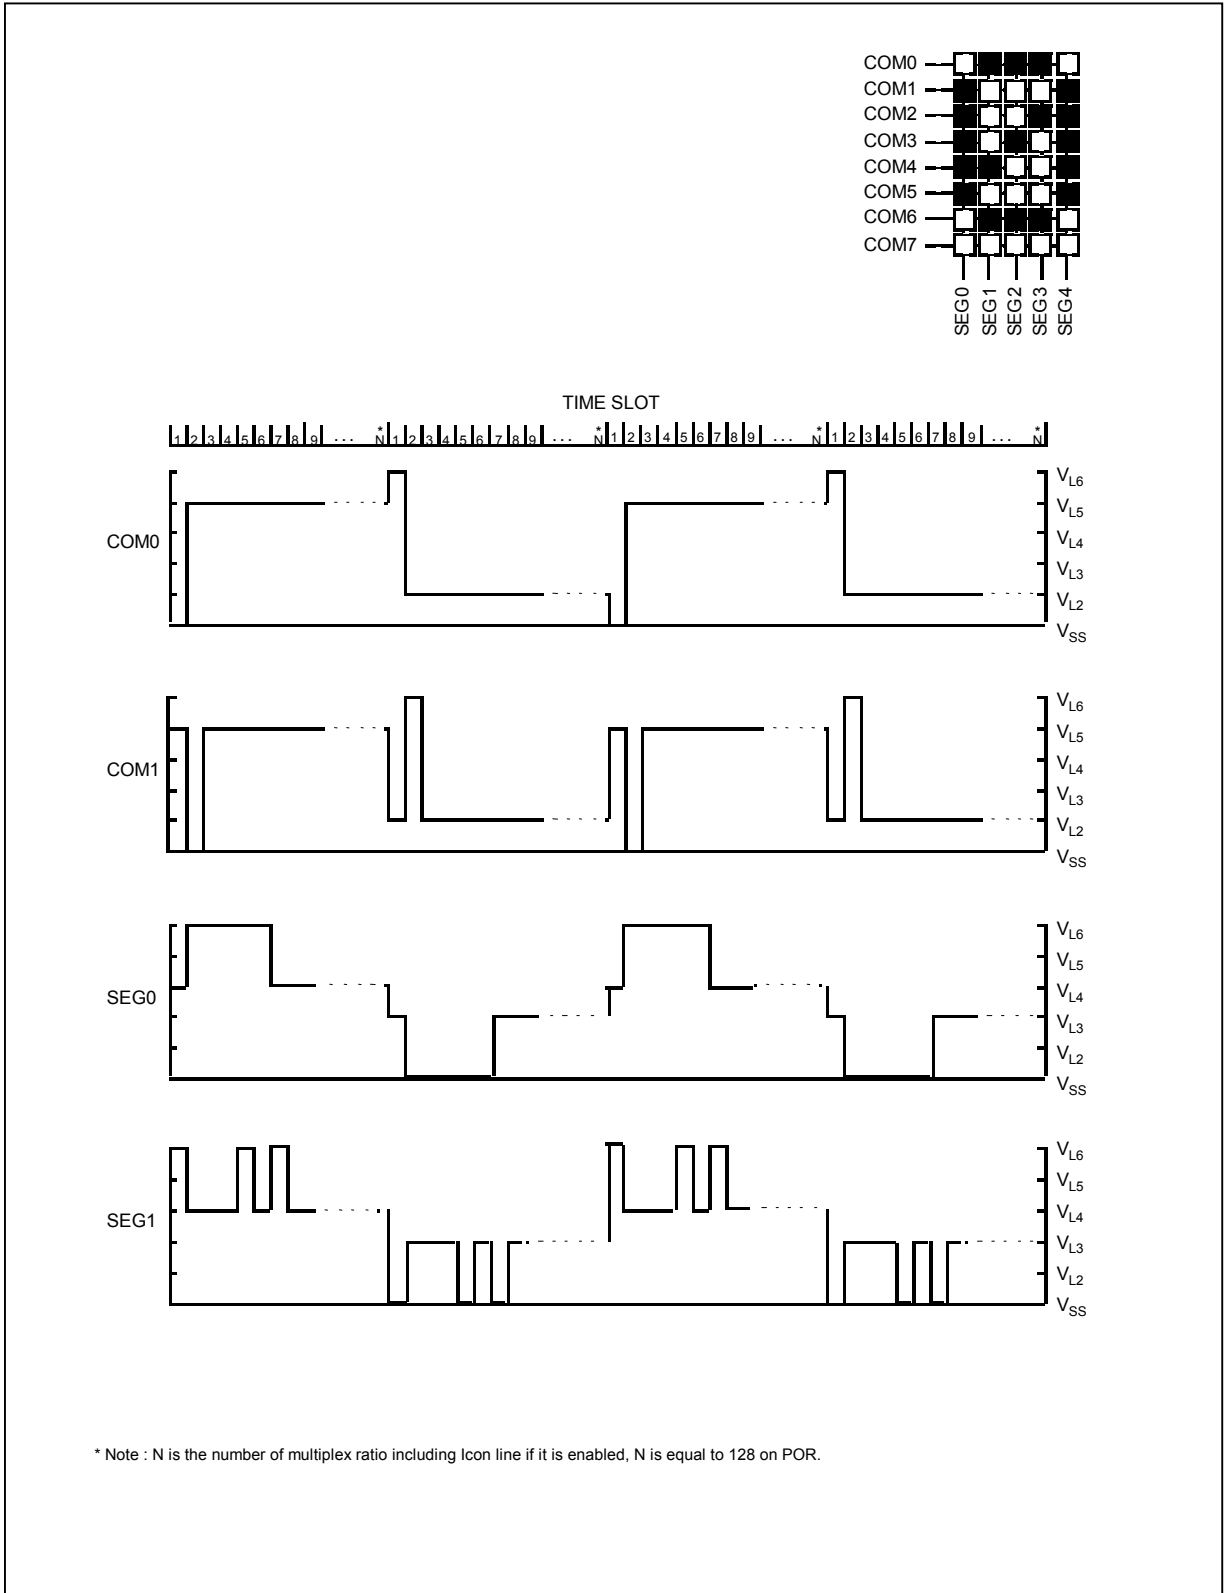 COM0
COM1
COM2
COM3
COM4
COM5
COM6
COM7
SEG0
SEG1
SEG2
SEG3
SEG4
TIME SLOT
1 2 3 4 5 6 7 8 9 . . . *N 1 2 3 4 5 6 7 8 9 . . . *N 1 2 3 4 5 6 7 8 9 . . . *N 1 2 3 4 5 6 7 8 9 . . . *N
COM0
VL6
VL5
VL4
VL3
VL2
VSS
COM1
VL6
VL5
VL4
VL3
VL2
VSS
SEG0
VL6
VL5
VL4
VL3
VL2
VSS
SEG1
VL6
VL5
VL4
VL3
VL2
VSS
* Note : N is the number of multiplex ratio including Icon line if it is enabled, N is equal to 128 on POR.